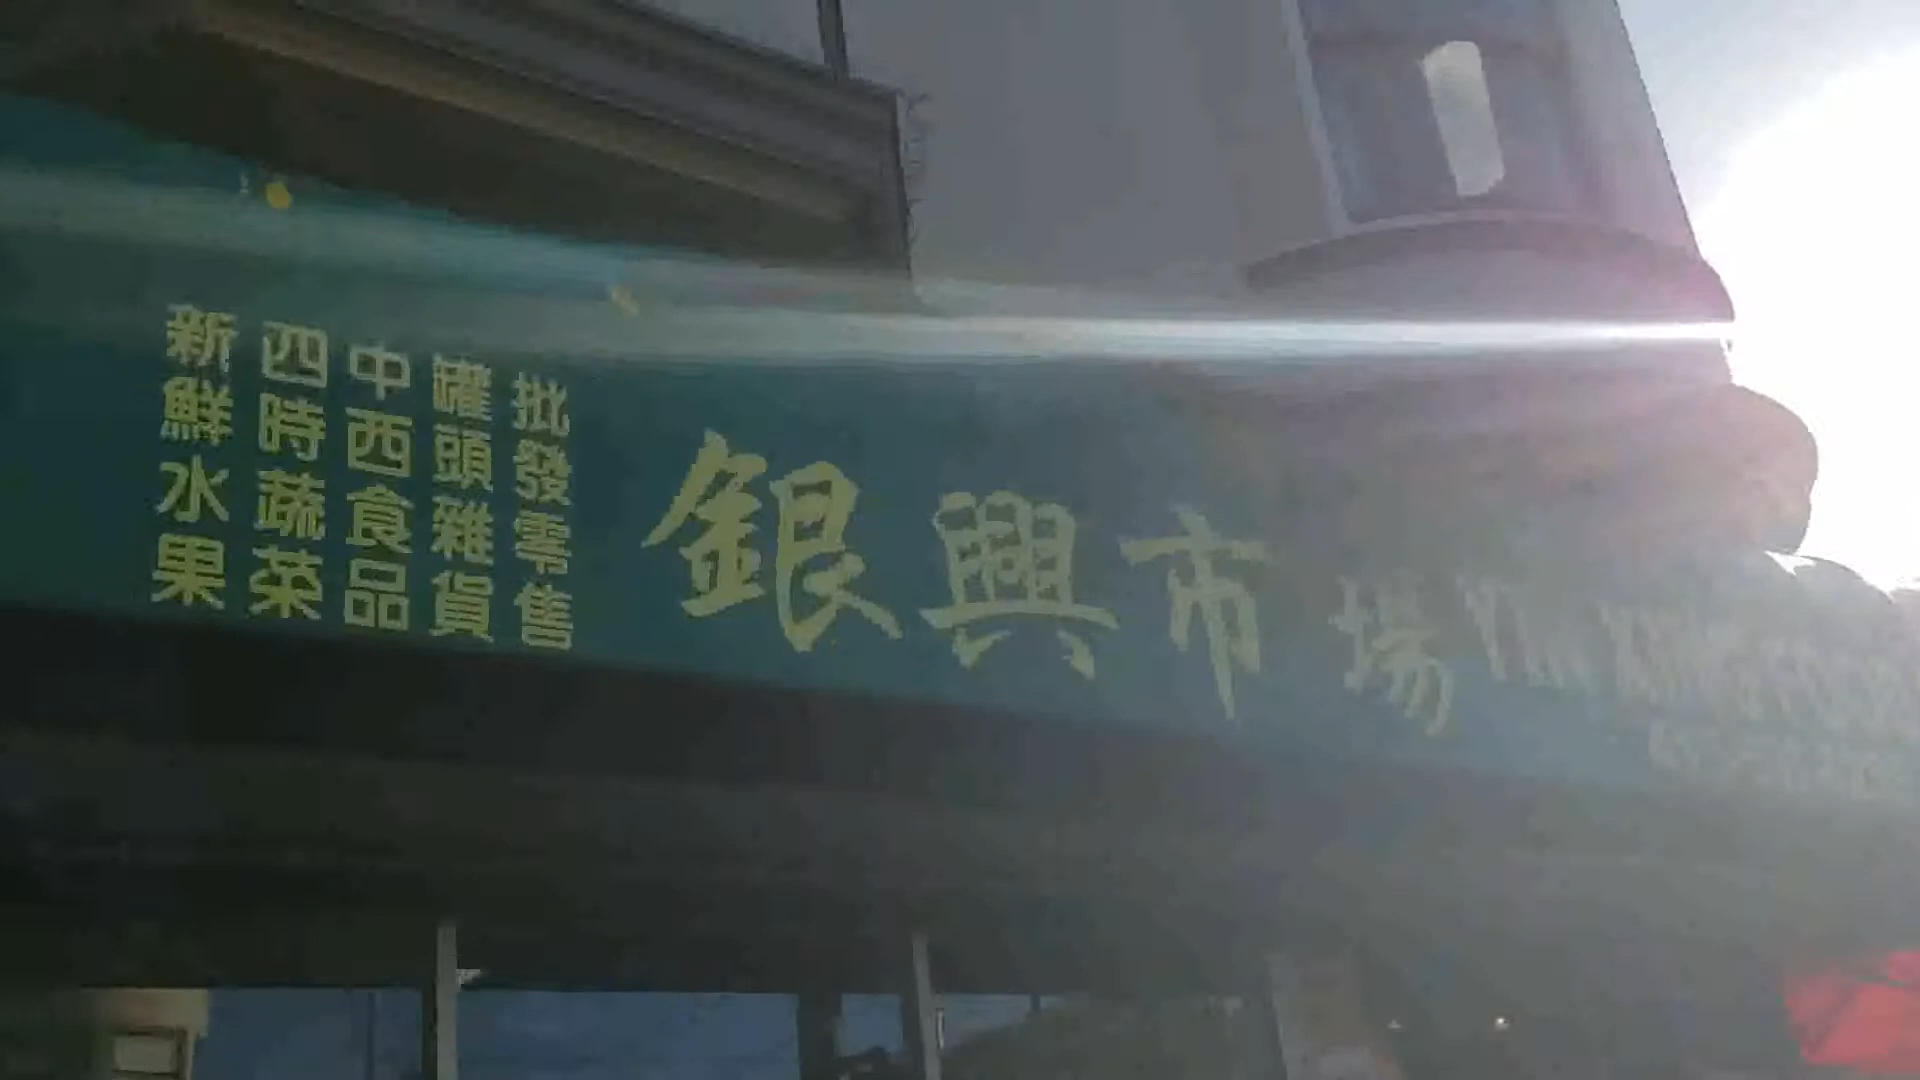 新鮮水果
四時蔬菜
中西食品
罐頭雜貨
批發零售
銀興市場